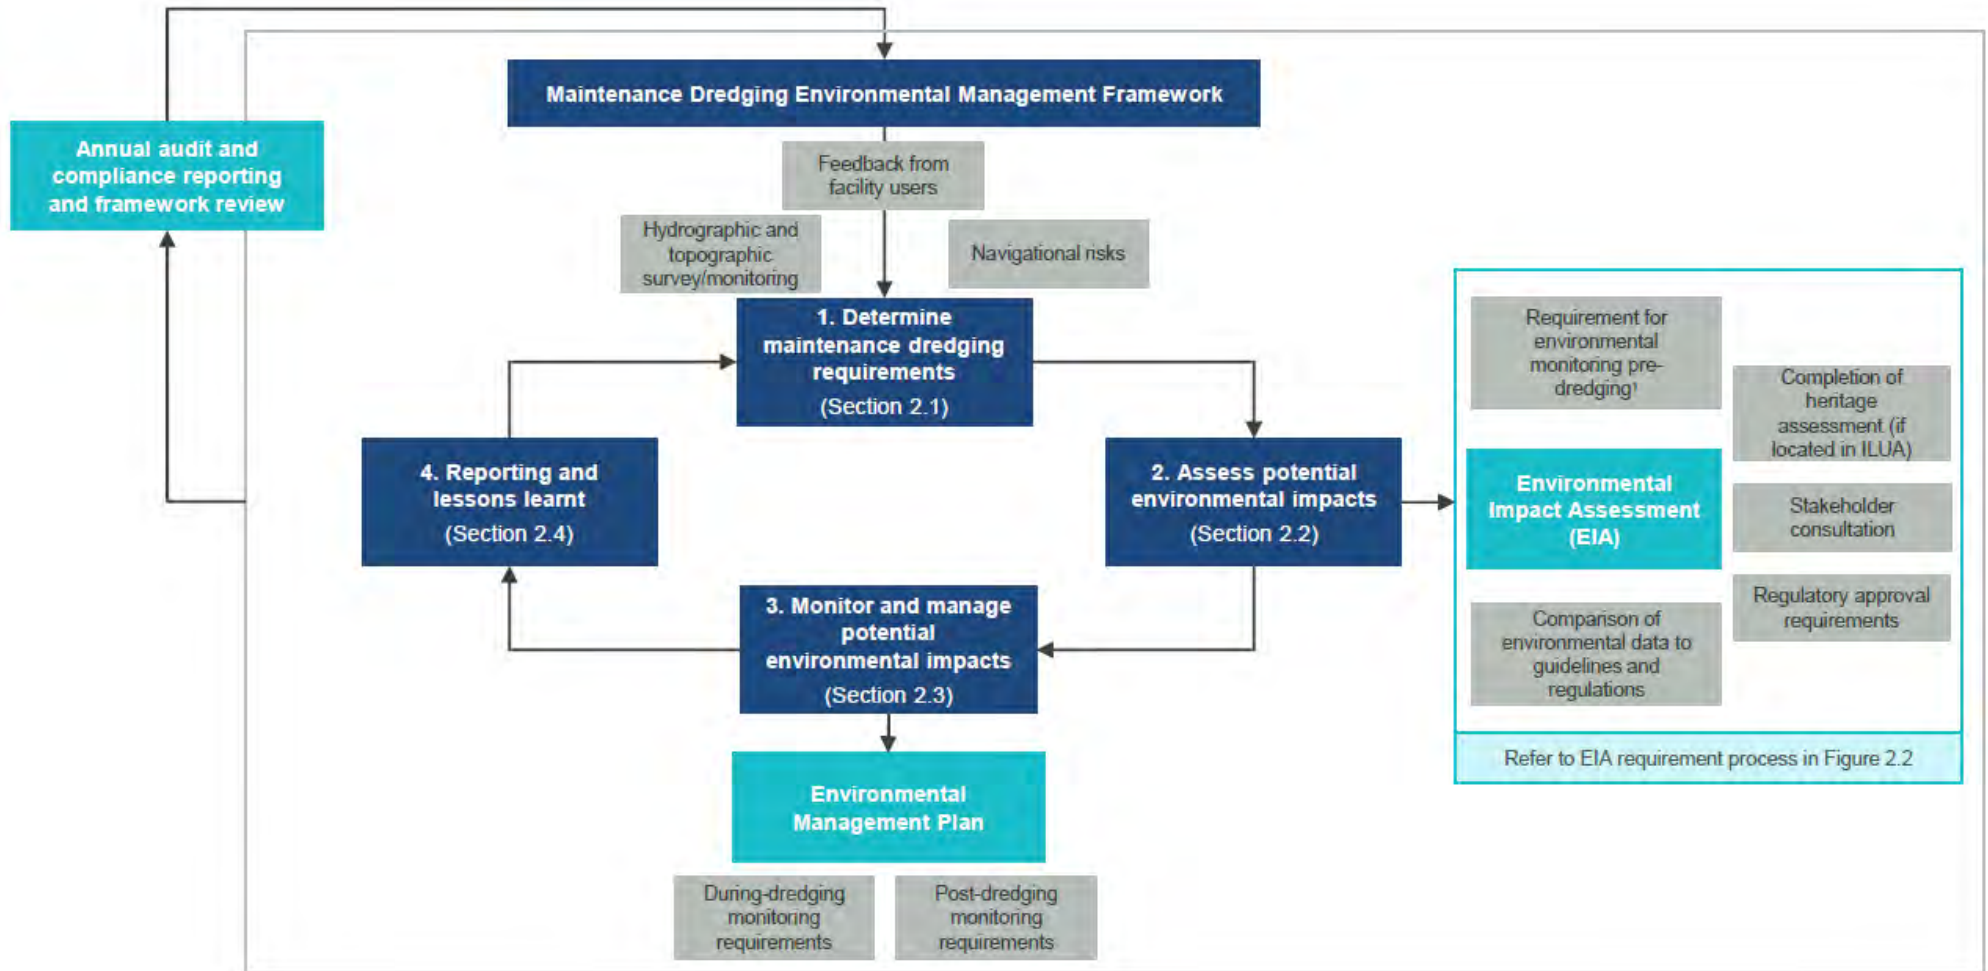 Maintenance Dredging Environmental Management Framework
Annual audit and
compliance reporting
and framework review
Feedback from
facility users
Hydrographic and
topographic
survey/monitoring
Navigational risks
1. Determine
maintenance dredging
requirements
(Section 2.1)
2. Assess potential
environmental impacts
(Section 2.2)
Requirement for
environmental
monitoring pre-
dredging¹
Completion of
heritage
assessment (if
located in ILUA)
Environmental
Impact Assessment
(EIA)
Stakeholder
consultation
Regulatory approval
requirements
Comparison of
environmental data to
guidelines and
regulations
Refer to EIA requirement process in Figure 2.2
3. Monitor and manage
potential
environmental impacts
(Section 2.3)
4. Reporting and
lessons learnt
(Section 2.4)
Environmental
Management Plan
During-dredging
monitoring
requirements
Post-dredging
monitoring
requirements